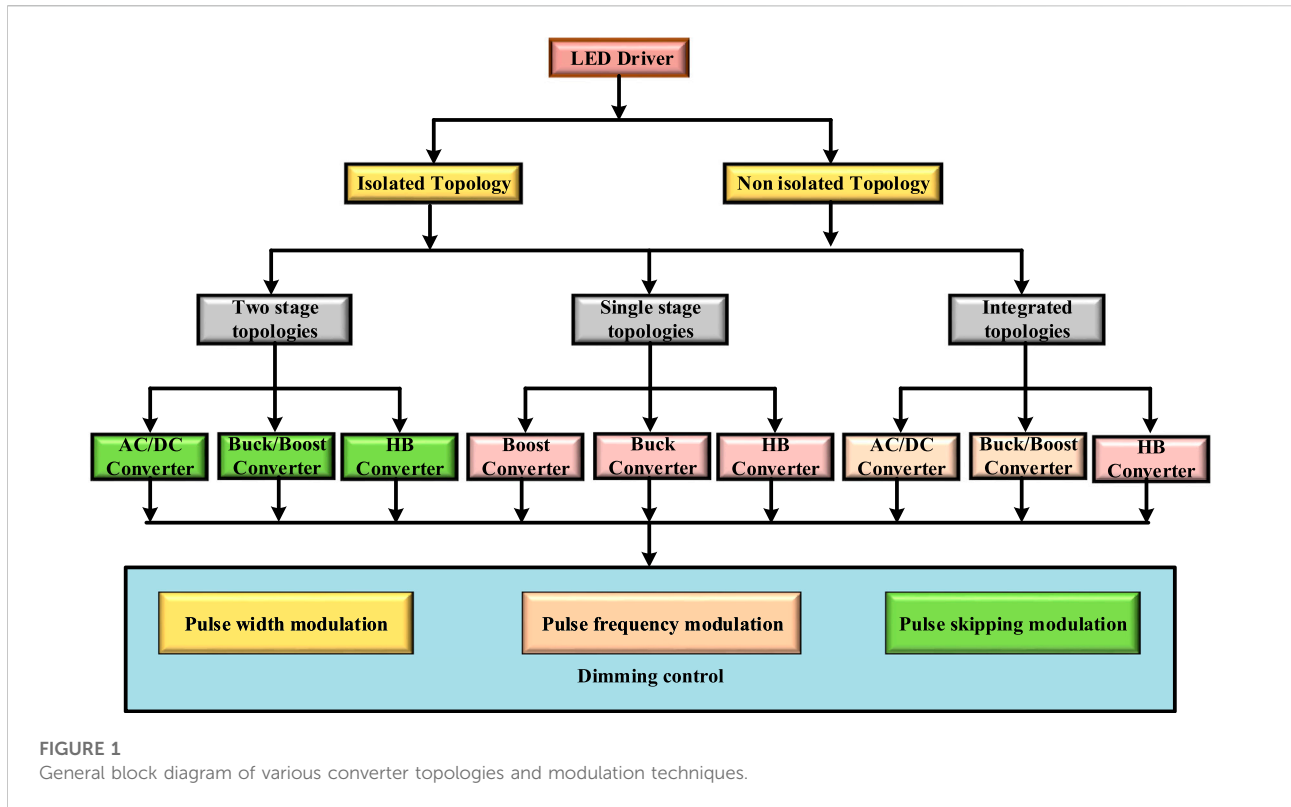 LED Driver
Isolated Topology
Non isolated Topology
Two stage
topologies
Single stage
topologies
Integrated
topologies
AC/DC
Converter
Buck/Boost
Converter
HB
Converter
Boost
Converter
Buck
Converter
HB
Converter
AC/DC
Converter
Buck/Boost
Converter
HB
Converter
Pulse width modulation
Pulse frequency modulation
Pulse skipping modulation
Dimming control
FIGURE 1
General block diagram of various converter topologies and modulation techniques.